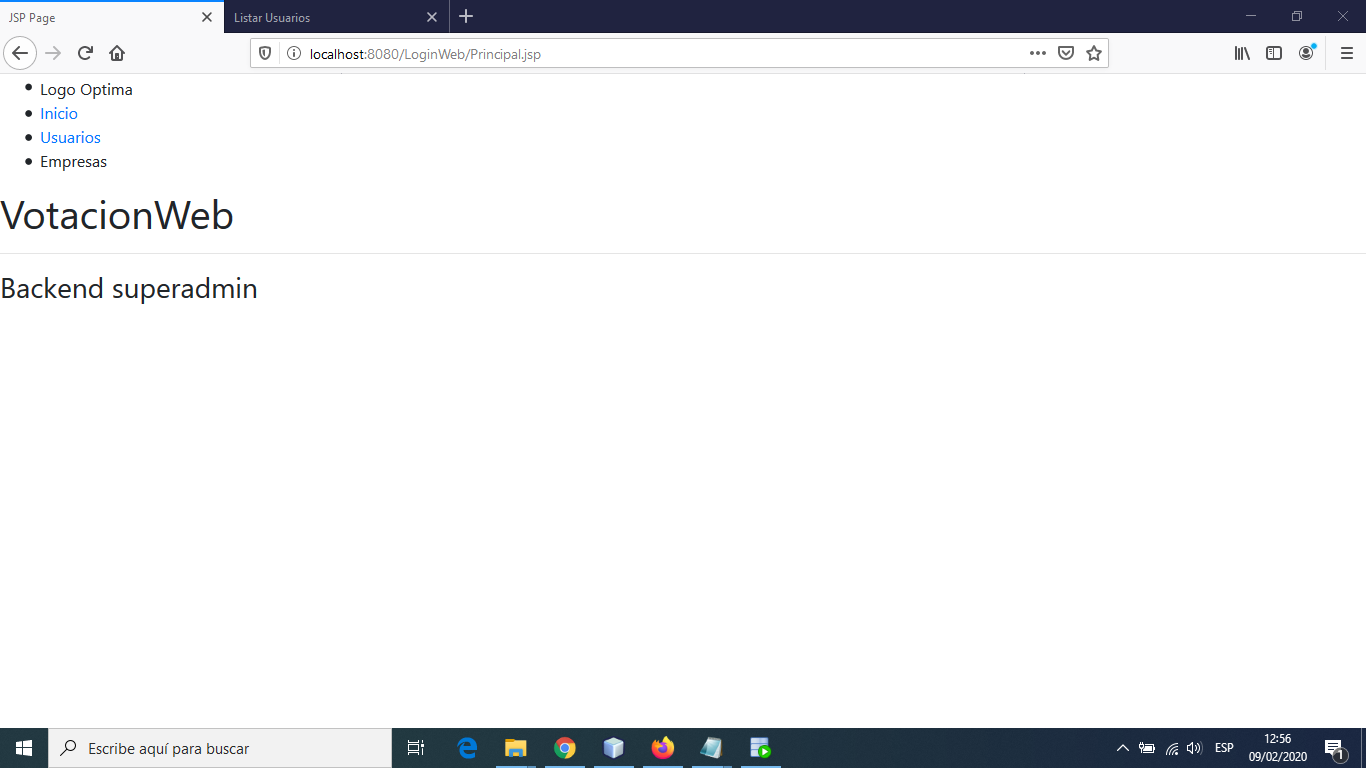 JSP Page
Listar Usuarios
localhost:8080/LoginWeb/Principal.jsp
Logo Optima
Inicio
Usuarios
Empresas
VotacionWeb
Backend superadmin
Escribe aquí para buscar
ESP
12:56
09/02/2020
1